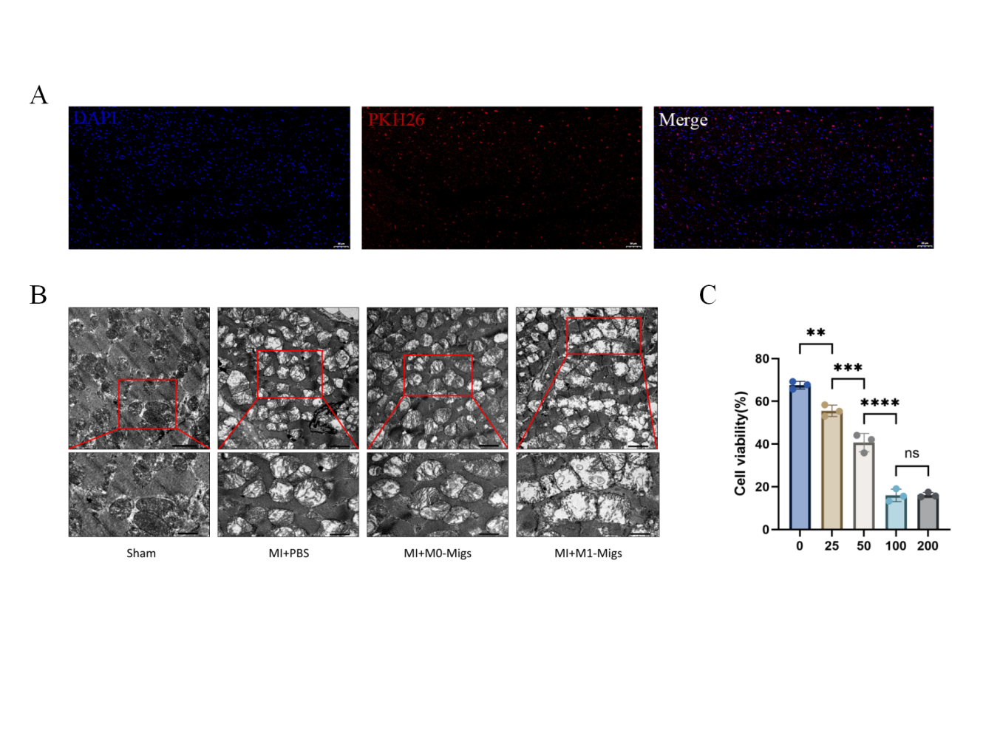 A
DAPI
PKH26
Merge
B
C
Sham
MI+PBS
MI+M0-Migs
MI+M1-Migs
Cell viability(%)
80
60
40
20
0
**
***
****
ns
0 25 50 100 200